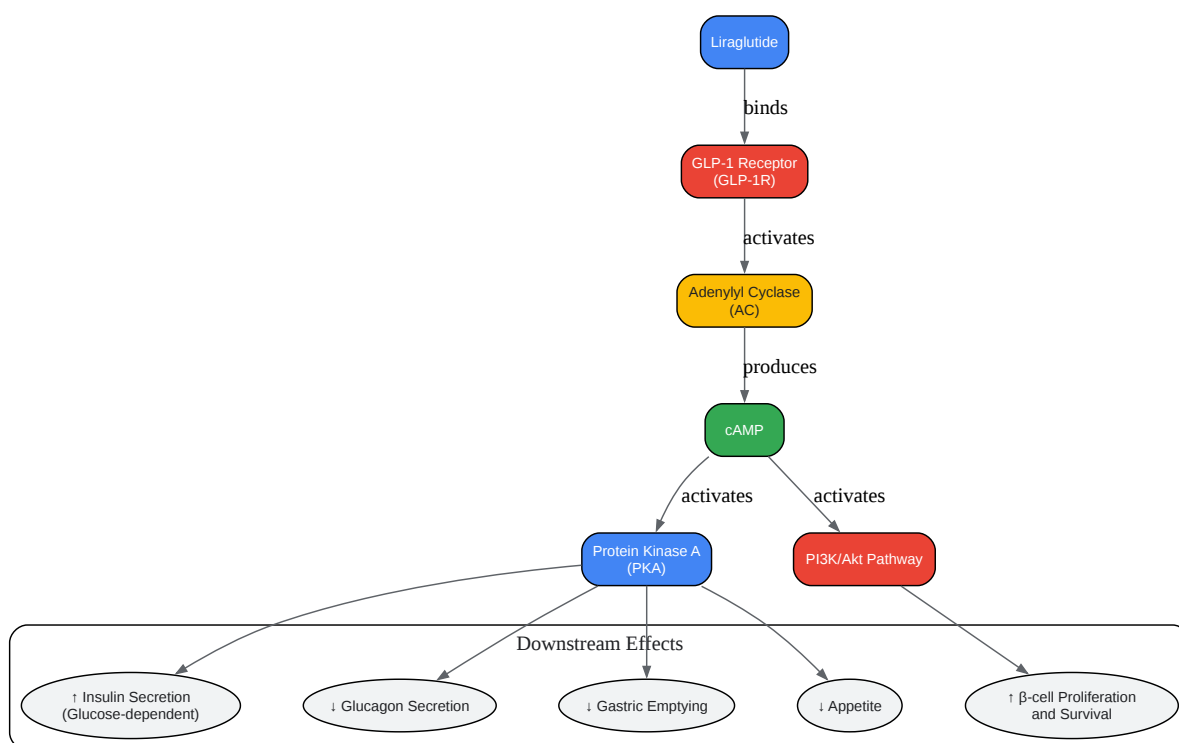 Liraglutide
binds
GLP-1 Receptor
(GLP-1R)
activates
Adenylyl Cyclase
(AC)
produces
cAMP
activates
activates
Protein Kinase A
(PKA)
PI3K/Akt Pathway
Downstream Effects
↑ Insulin Secretion
(Glucose-dependent)
↓ Glucagon Secretion
↓ Gastric Emptying
↓ Appetite
↑ β-cell Proliferation
and Survival